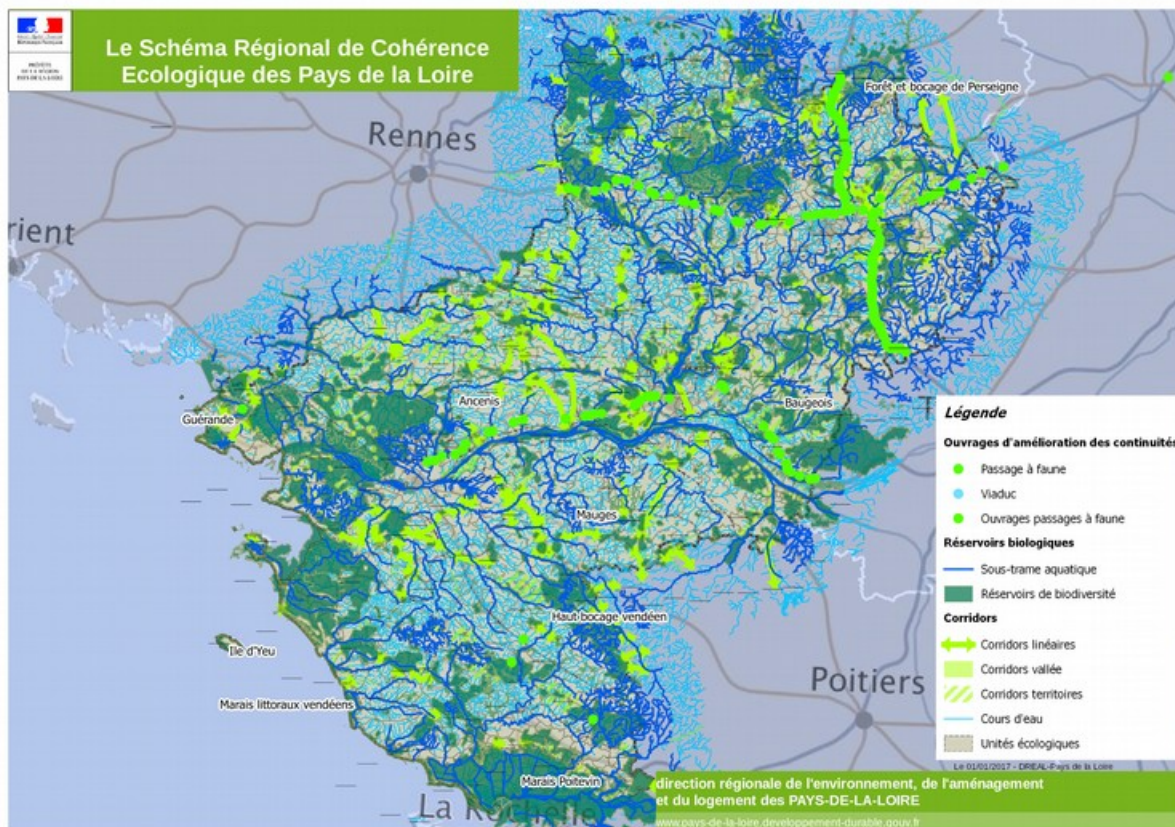 Le Schéma Régional de Cohérence
Ecologique des Pays de la Loire
Forêt et bocage de Perseigne
Rennes
rient
Guérande
Ancenis
Baugeois
Mauges
Haut bocage vendéen
Ile d'Yeu
Marais littoraux vendéens
Poitiers
Marais Poitevin
La Rochelle
Légende
Ouvrages d'amélioration des continuités
Passage à faune
Viaduc
Ouvrages passages à faune
Réservoirs biologiques
Sous-trame aquatique
Réservoirs de biodiversité
Corridors
Corridors linéaires
Corridors vallée
Corridors territoires
Cours d'eau
Unités écologiques
Le 01/01/2017 - DREAL-Pays de la Loire
direction régionale de l'environnement, de l'aménagement
et du logement des PAYS-DE-LA-LOIRE
www.pays-de-la-loire.developpement-durable.gouv.fr